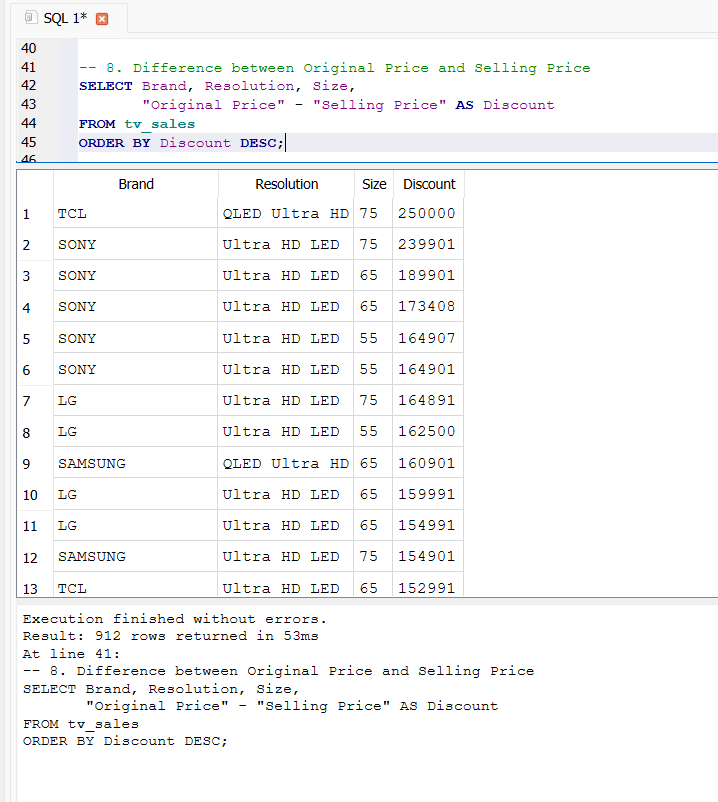 SQL 1*
40
41 -- 8. Difference between Original Price and Selling Price
42 SELECT Brand, Resolution, Size,
43 "Original Price" - "Selling Price" AS Discount
44 FROM tv_sales
45 ORDER BY Discount DESC;
46
Brand Resolution Size Discount
1 TCL QLED Ultra HD 75 250000
2 SONY Ultra HD LED 75 239901
3 SONY Ultra HD LED 65 189901
4 SONY Ultra HD LED 65 173408
5 SONY Ultra HD LED 55 164907
6 SONY Ultra HD LED 55 164901
7 LG Ultra HD LED 75 164891
8 LG Ultra HD LED 55 162500
9 SAMSUNG QLED Ultra HD 65 160901
10 LG Ultra HD LED 65 159991
11 LG Ultra HD LED 65 154991
12 SAMSUNG Ultra HD LED 75 154901
13 TCL Ultra HD LED 65 152991
Execution finished without errors.
Result: 912 rows returned in 53ms
At line 41:
-- 8. Difference between Original Price and Selling Price
SELECT Brand, Resolution, Size,
"Original Price" - "Selling Price" AS Discount
FROM tv_sales
ORDER BY Discount DESC;